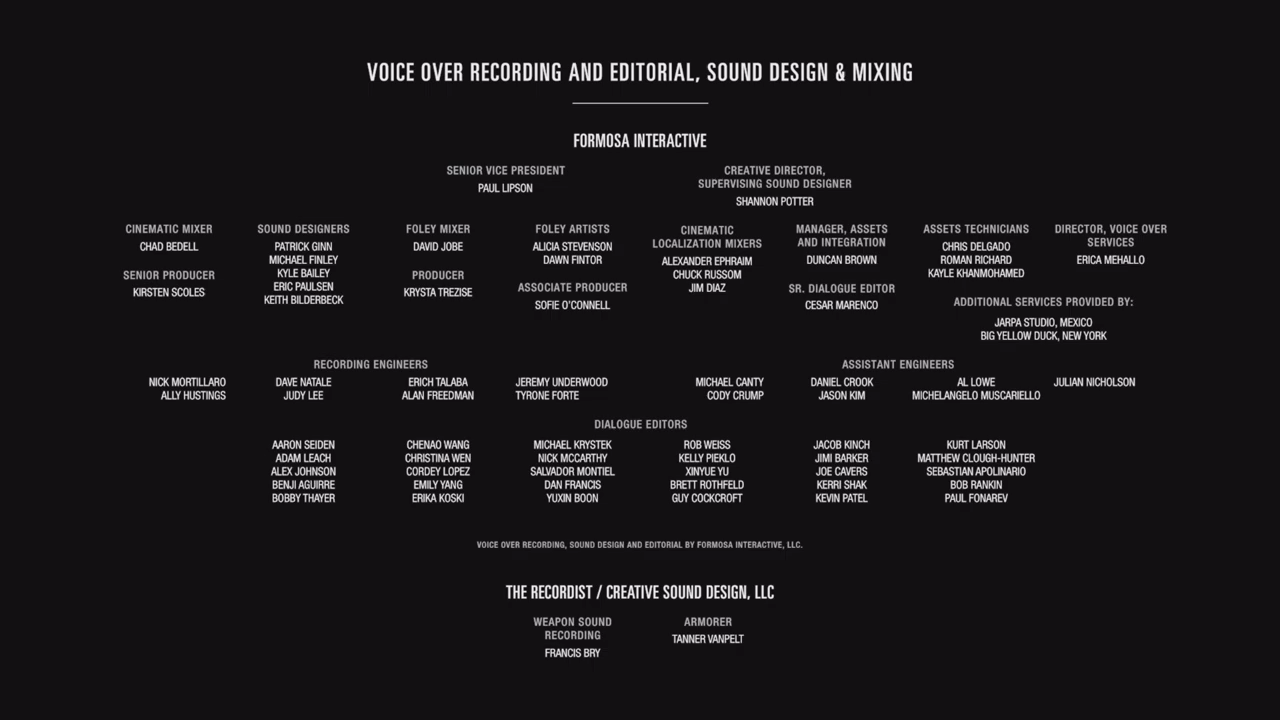 VOICE OVER RECORDING AND EDITORIAL, SOUND DESIGN & MIXING
FORMOSA INTERACTIVE
SENIOR VICE PRESIDENT
PAUL LIPSON
CREATIVE DIRECTOR,
SUPERVISING SOUND DESIGNER
SHANNON POTTER
CINEMATIC MIXER
CHAD BEDELL
SENIOR PRODUCER
KIRSTEN SCOLES
SOUND DESIGNERS
PATRICK GINN
MICHAEL FINLEY
KYLE BAILEY
ERIC PAULSEN
KEITH BILDERBECK
FOLEY MIXER
DAVID JOBE
PRODUCER
KRYSTA TREZISE
FOLEY ARTISTS
ALICIA STEVENSON
DAWN FINTOR
ASSOCIATE PRODUCER
SOFIE O'CONNELL
CINEMATIC
LOCALIZATION MIXERS
ALEXANDER EPHRAIM
CHUCK RUSSOM
JIM DIAZ
MANAGER, ASSETS
AND INTEGRATION
DUNCAN BROWN
SR. DIALOGUE EDITOR
CESAR MARENCO
ASSETS TECHNICIANS
CHRIS DELGADO
ROMAN RICHARD
KAYLE KHANMOHAMED
DIRECTOR, VOICE OVER
SERVICES
ERICA MEHALLO
ADDITIONAL SERVICES PROVIDED BY:
JARPA STUDIO, MEXICO
BIG YELLOW DUCK, NEW YORK
RECORDING ENGINEERS
NICK MORTILLARO
ALLY HUSTINGS
DAVE NATALE
JUDY LEE
ERICH TALABA
ALAN FREEDMAN
JEREMY UNDERWOOD
TYRONE FORTE
ASSISTANT ENGINEERS
MICHAEL CANTY
CODY CRUMP
DANIEL CROOK
JASON KIM
AL LOWE
MICHELANGELO MUSCARIELLO
JULIAN NICHOLSON
DIALOGUE EDITORS
AARON SEIDEN
ADAM LEACH
ALEX JOHNSON
BENJI AGUIRRE
BOBBY THAYER
CHENAO WANG
CHRISTINA WEN
CORDEY LOPEZ
EMILY YANG
ERIKA KOSKI
MICHAEL KRYSTEK
NICK MCCARTHY
SALVADOR MONTIEL
DAN FRANCIS
YUXIN BOON
ROB WEISS
KELLY PIEKLO
XINYUE YU
BRETT ROTHFELD
GUY COCKCROFT
JACOB KINCH
JIMI BARKER
JOE CAVERS
KERRI SHAK
KEVIN PATEL
KURT LARSON
MATTHEW CLOUGH-HUNTER
SEBASTIAN APOLINARIO
BOB RANKIN
PAUL FONAREV
VOICE OVER RECORDING, SOUND DESIGN AND EDITORIAL BY FORMOSA INTERACTIVE, LLC.
THE RECORDIST / CREATIVE SOUND DESIGN, LLC
WEAPON SOUND
RECORDING
FRANCIS BRY
ARMORER
TANNER VANPELT